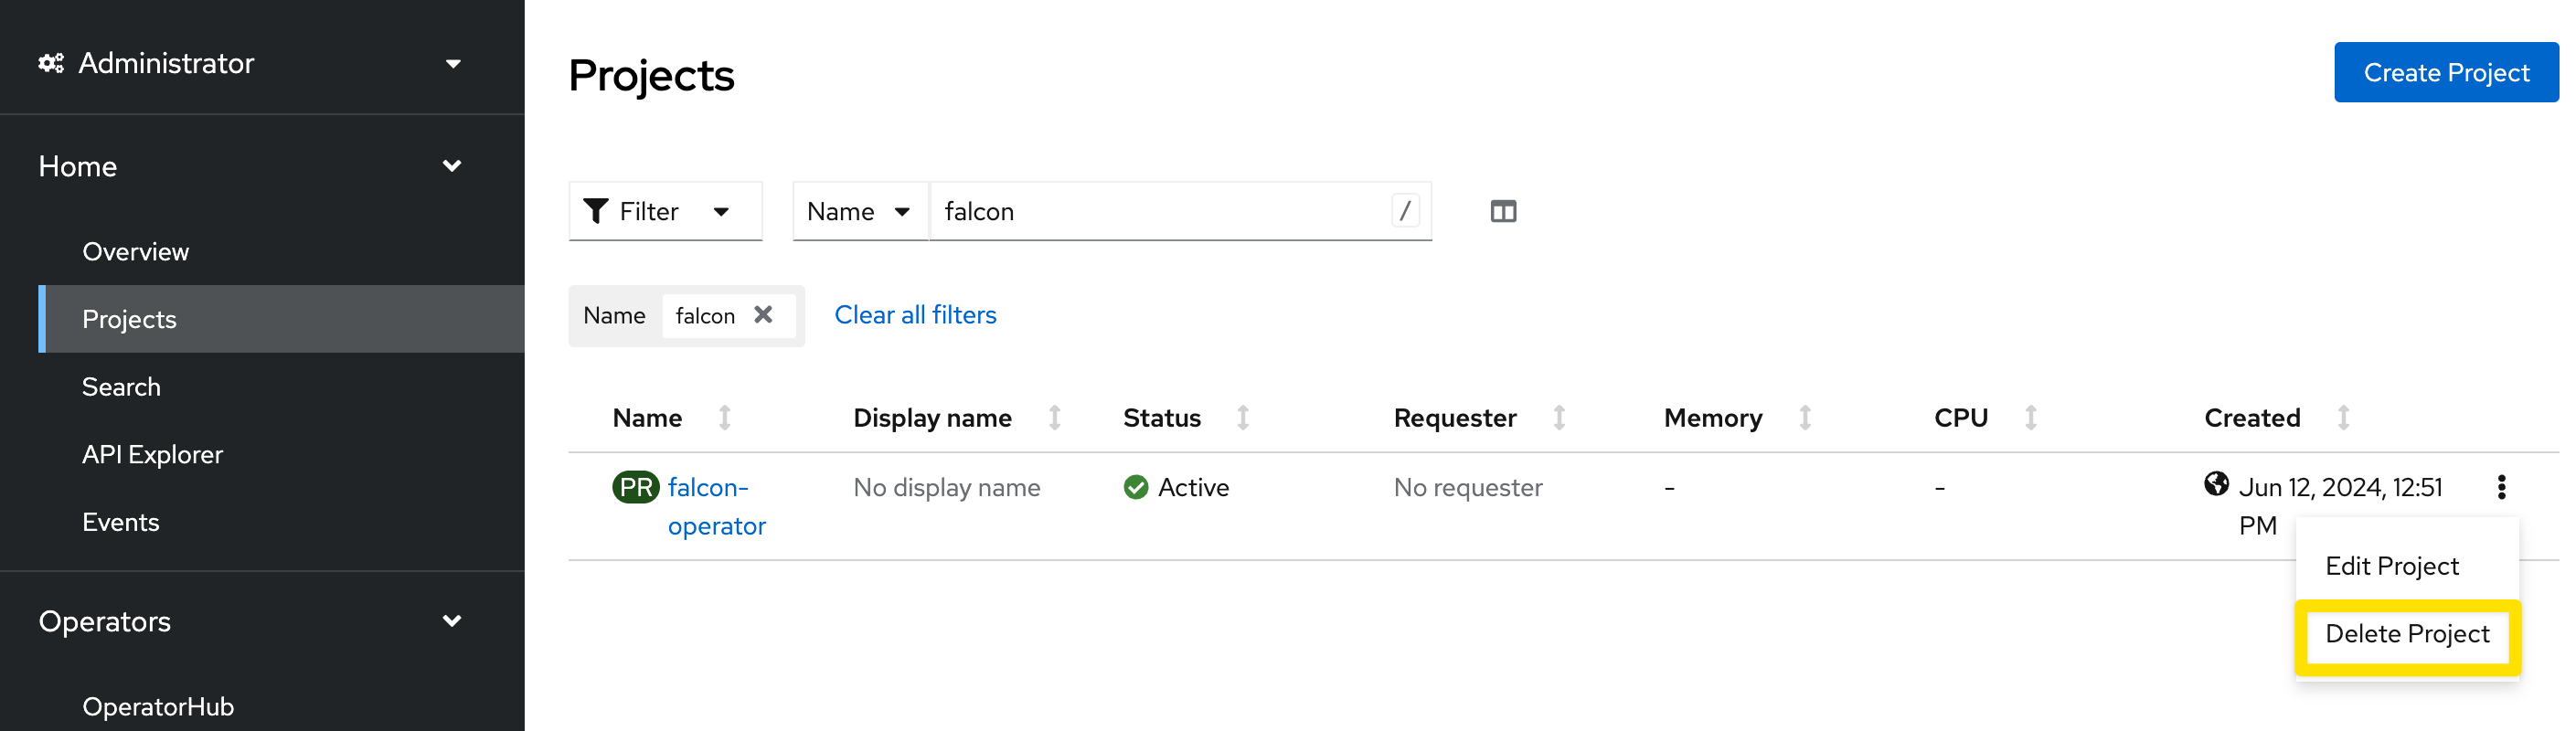 Administrator
Home
Overview
Projects
Search
API Explorer
Events
Operators
OperatorHub
Projects
Create Project
Filter
Name falcon /
Name falcon
Clear all filters
Name Display name Status Requester Memory CPU Created
PR falcon- No display name Active No requester - - Jun 12, 2024, 12:51
operator PM
Edit Project
Delete Project